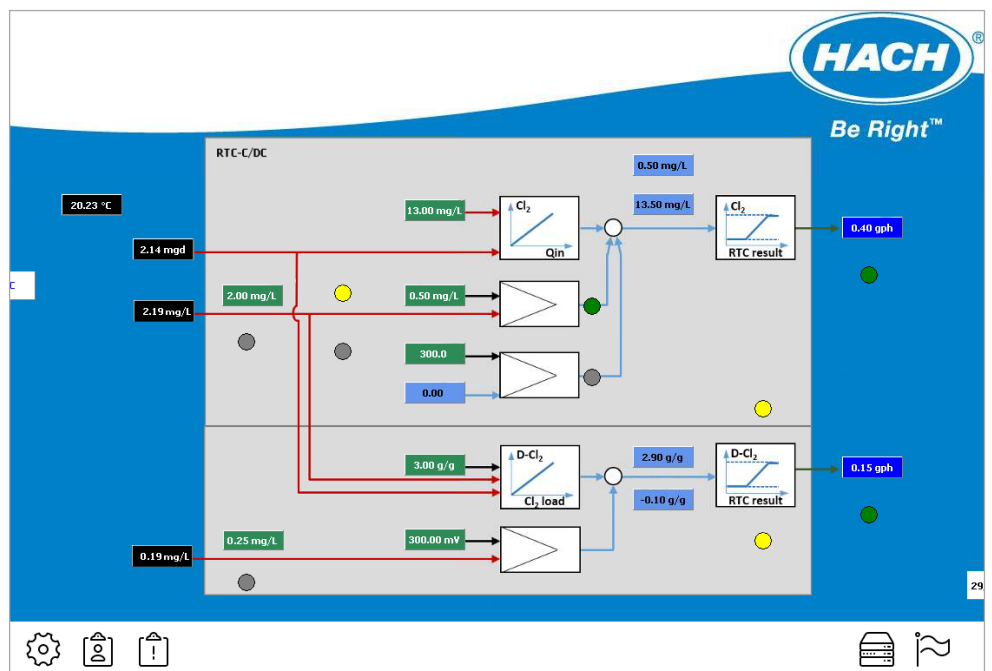 HACH
®
Be Right™
RTC-C/DC
0.50 mg/L
20.23 °C
13.00 mg/L
Cl2
Qin
13.50 mg/L
Cl2
RTC result
0.40 gph
2.14 mgd
C
2.00 mg/L
0.50 mg/L
2.19 mg/L
300.0
0.00
3.00 g/g
D-Cl2
Cl2 load
2.90 g/g
-0.10 g/g
D-Cl2
RTC result
0.15 gph
0.25 mg/L
300.00 mV
0.19 mg/L
29